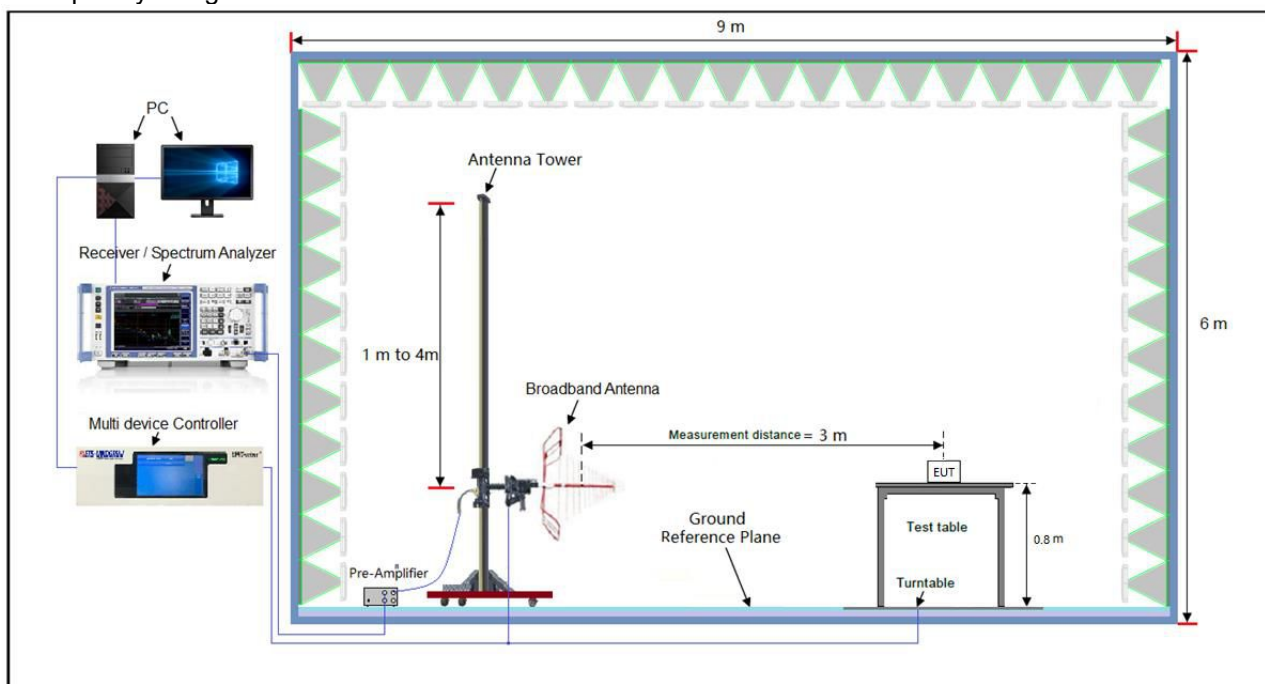 9 m
PC
Antenna Tower
Receiver / Spectrum Analyzer
1 m to 4m
6 m
Broadband Antenna
Measurement distance = 3 m
Multi device Controller
EUT
Ground
Reference Plane
Test table
0.8 m
Pre-Amplifier
Turntable